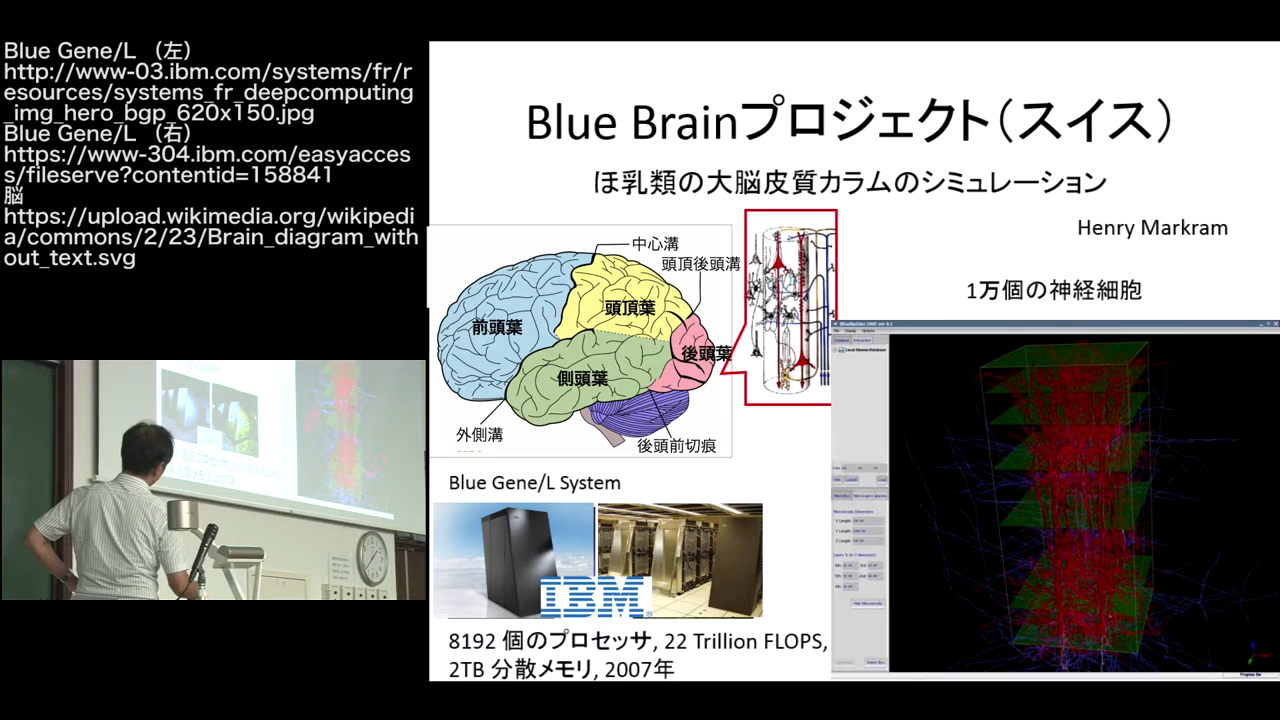 Blue Gene/L （左）
http://www-03.ibm.com/systems/fr/r
esources/systems_fr_deepcomputing
_img_hero_bgp_620x150.jpg
Blue Gene/L （右）
https://www-304.ibm.com/easyacces
s/fileserve?contentid=158841
脳
https://upload.wikimedia.org/wikipedi
a/commons/2/23/Brain_diagram_with
out_text.svg
Blue Brainプロジェクト（スイス）
ほ乳類の大脳皮質カラムのシミュレーション
Henry Markram
1万個の神経細胞
中心溝
頭頂後頭溝
前頭葉
頭頂葉
後頭葉
側頭葉
外側溝
後頭前切痕
Blue Gene/L System
IBM
8192 個のプロセッサ, 22 Trillion FLOPS,
2TB 分散メモリ, 2007年